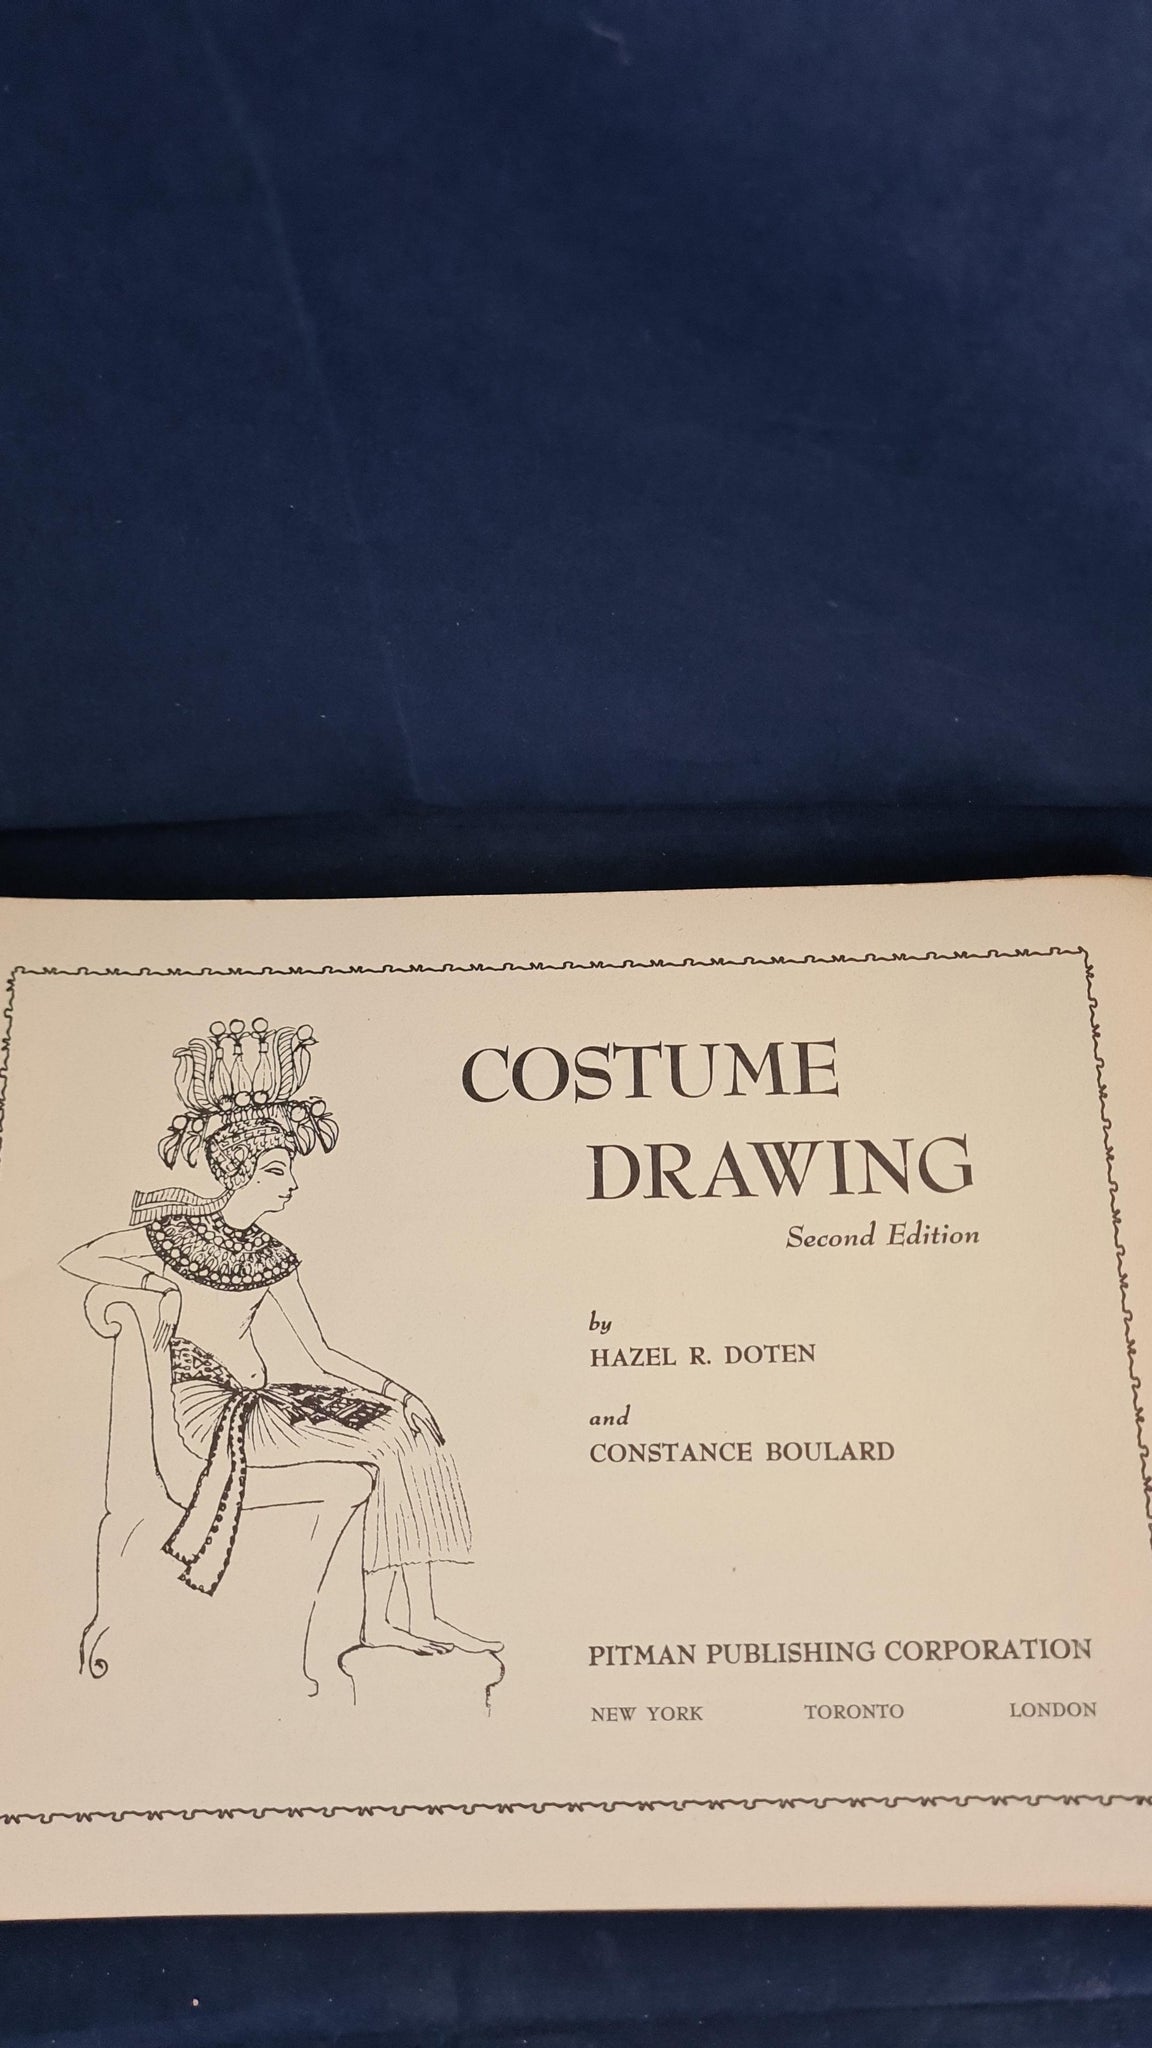 COSTUME
DRAWING
Second Edition
by
HAZEL R. DOTEN
and
CONSTANCE BOULARD
PITMAN PUBLISHING CORPORATION
NEW YORK TORONTO LONDON